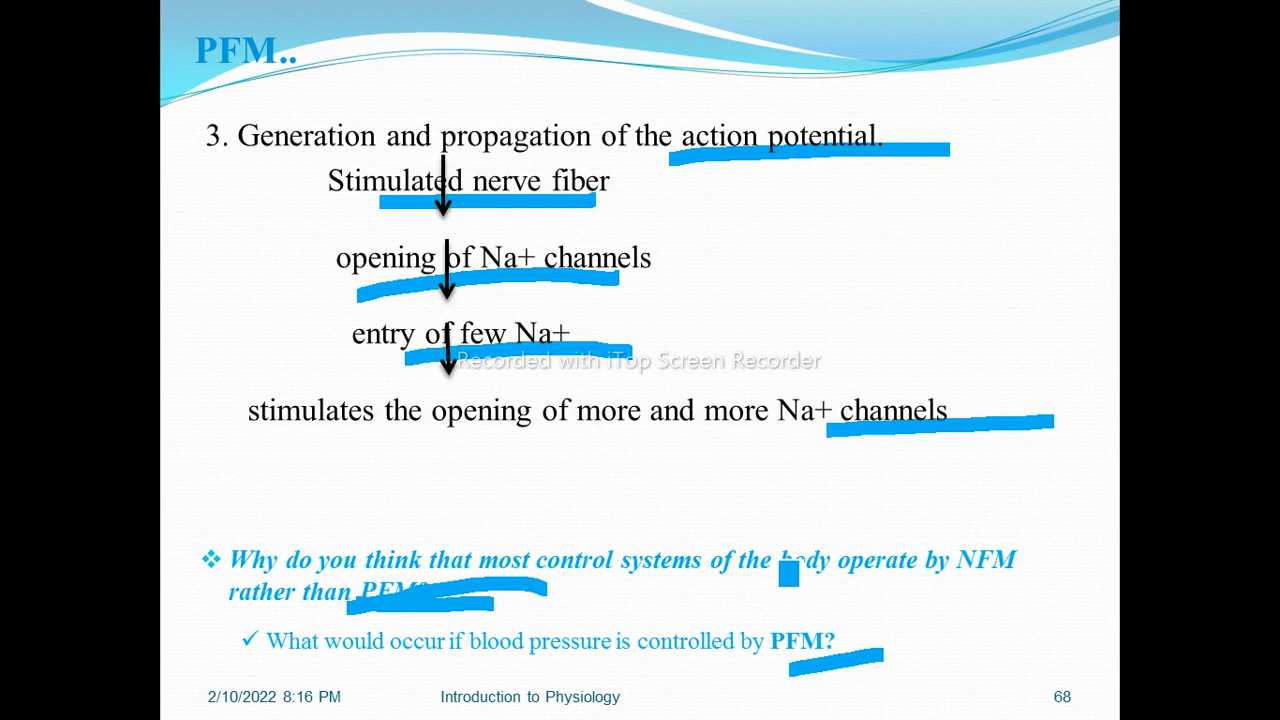 PFM..
3. Generation and propagation of the action potential.
Stimulated nerve fiber
opening of Na+ channels
entry of few Na+
Recorded with iTop Screen Recorder
stimulates the opening of more and more Na+ channels
❖ Why do you think that most control systems of the body operate by NFM
rather than PFM?
✓ What would occur if blood pressure is controlled by PFM?
2/10/2022 8:16 PM
Introduction to Physiology
68